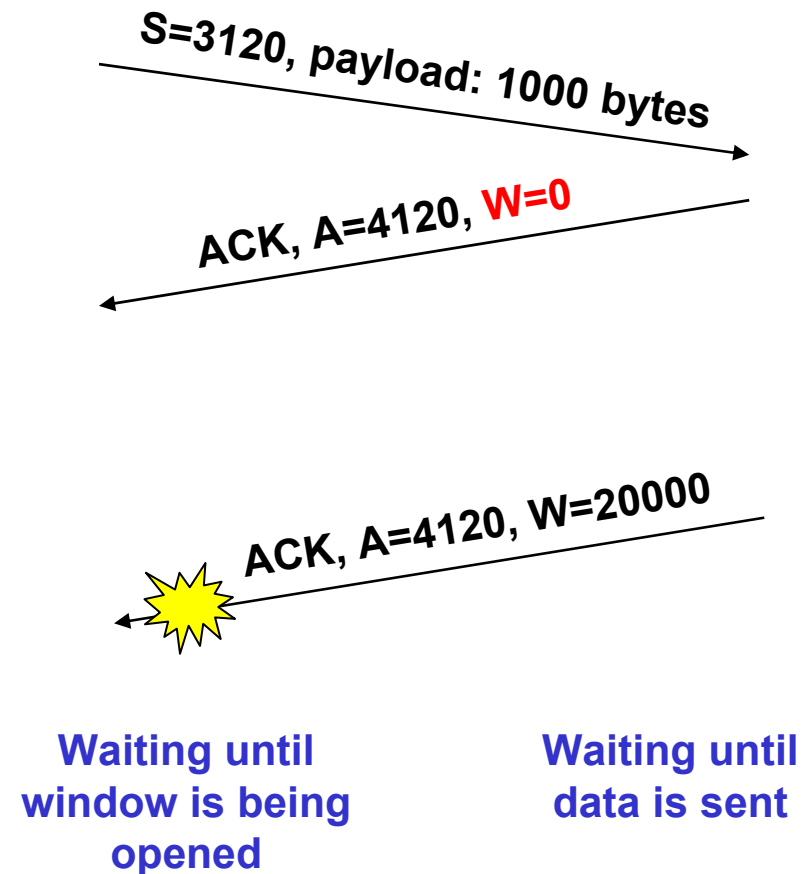 S=3120, payload: 1000 bytes
ACK, A=4120, W=0
ACK, A=4120, W=20000
Waiting until
window is being
opened
Waiting until
data is sent